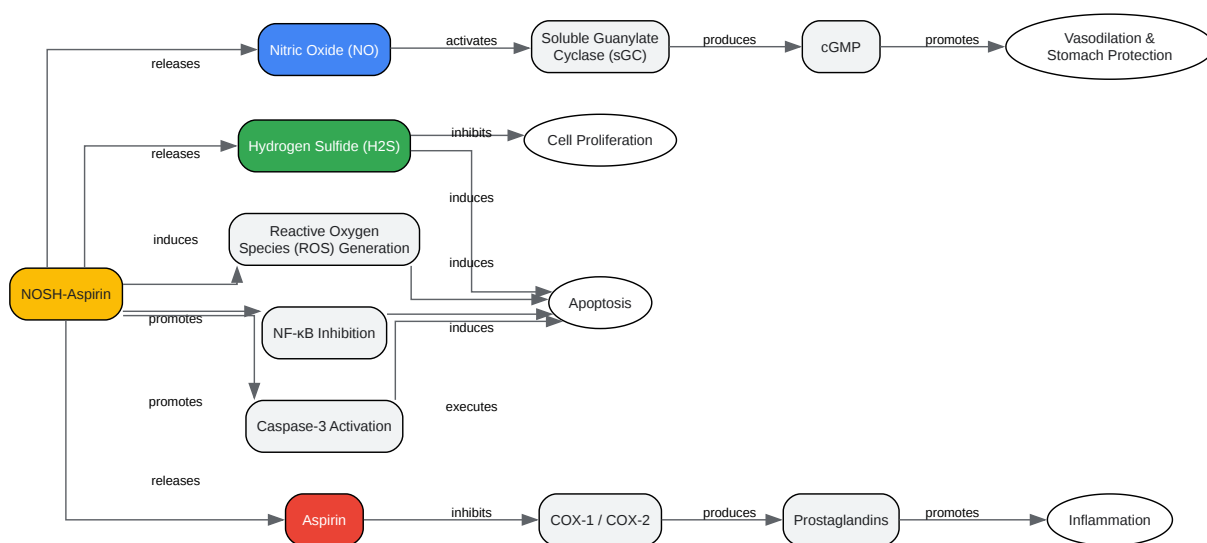 releases
Nitric Oxide (NO)
activates
Soluble Guanylate
Cyclase (sGC)
produces
cGMP
promotes
Vasodilation &
Stomach Protection
releases
Hydrogen Sulfide (H2S)
inhibits
Cell Proliferation
induces
induces
Reactive Oxygen
Species (ROS) Generation
induces
NOSH-Aspirin
Apoptosis
promotes
NF-κB Inhibition
induces
promotes
Caspase-3 Activation
executes
releases
Aspirin
inhibits
COX-1 / COX-2
produces
Prostaglandins
promotes
Inflammation